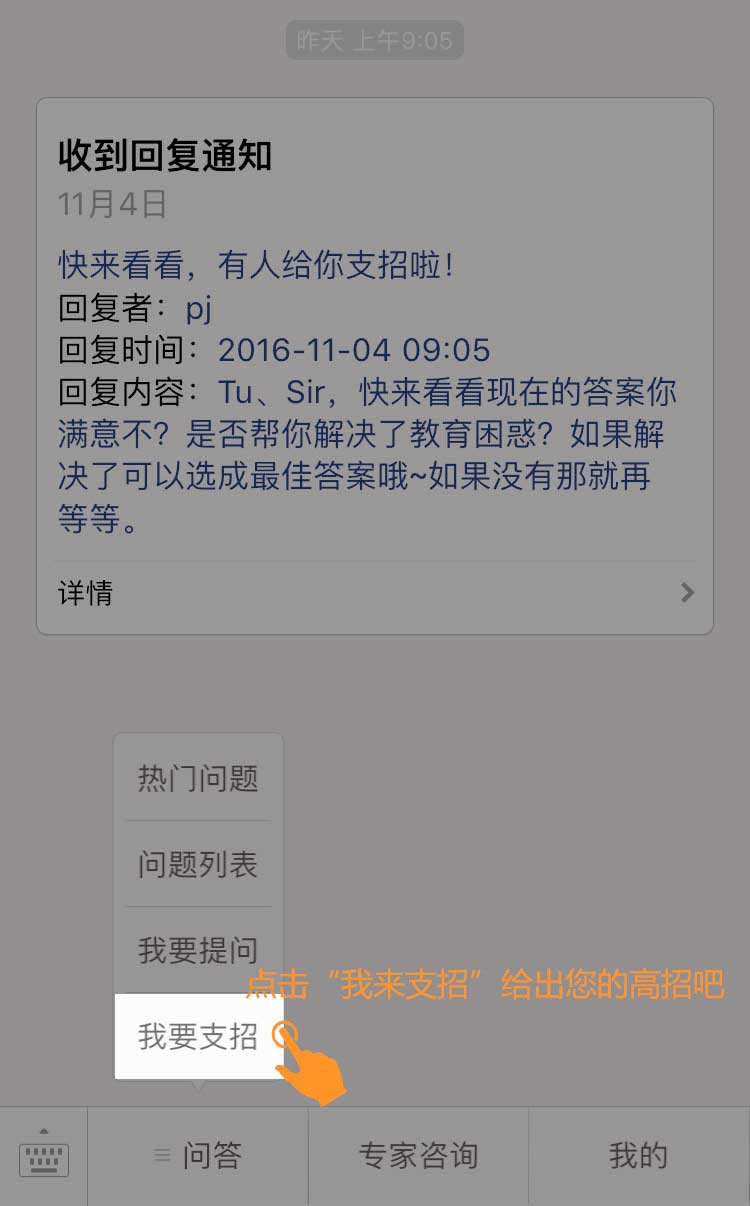 昨天 上午9:05
收到回复通知
11月4日
快来看看，有人给你支招啦！
回复者：pj
回复时间：2016-11-04 09:05
回复内容：Tu、Sir，快来看看现在的答案你
满意不？是否帮你解决了教育困惑？如果解
决了可以选成最佳答案哦~如果没有那就再
等等。
详情
热门问题
问题列表
我要提问
点击“我来支招”给出您的高招吧
我要支招
问答
专家咨询
我的